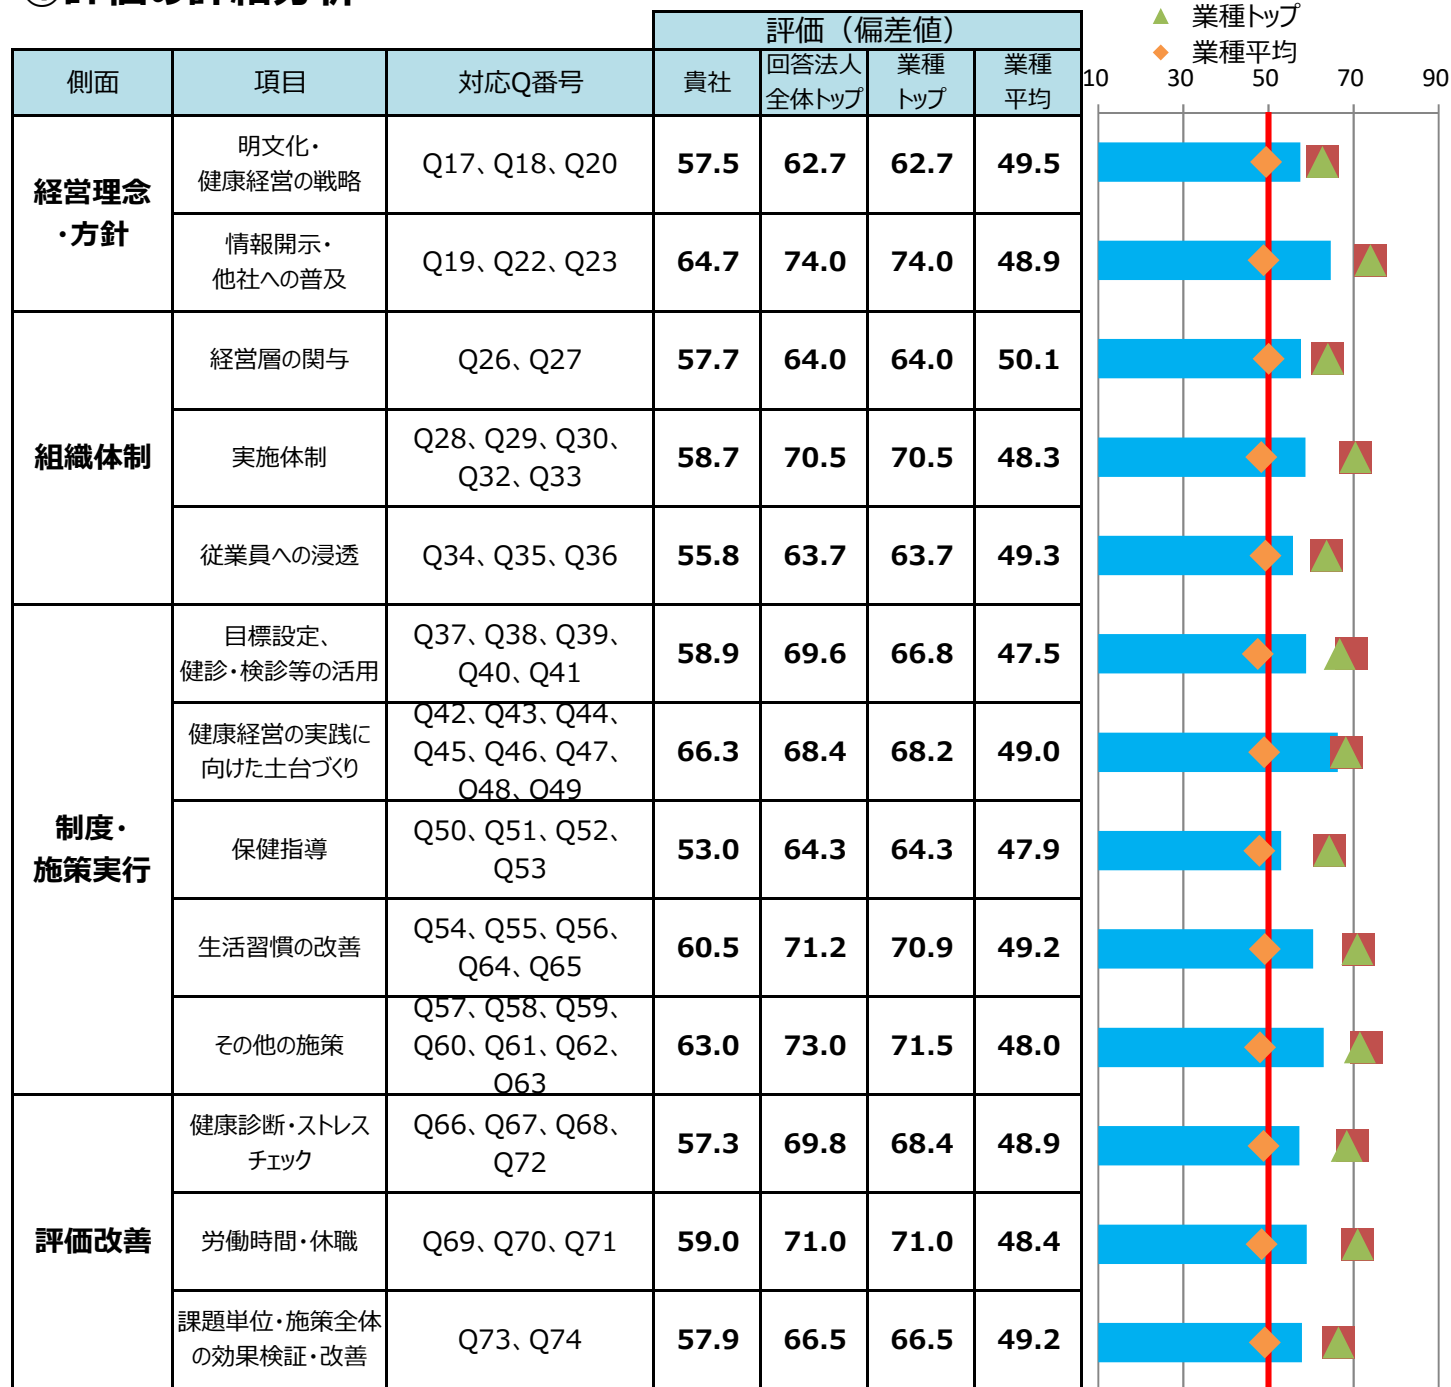 ①評価の詳細分析
業種トップ
業種平均
評価（偏差値）
側面 項目 対応Q番号 貴社 回答法人 業種 業種
全体トップ トップ 平均
10 30 50 70 90
経営理念
・方針
明文化・
健康経営の戦略
Q17、Q18、Q20
57.5 62.7 62.7 49.5
情報開示・
他社への普及
Q19、Q22、Q23
64.7 74.0 74.0 48.9
組織体制
経営層の関与
Q26、Q27
57.7 64.0 64.0 50.1
実施体制
Q28、Q29、Q30、
Q32、Q33
58.7 70.5 70.5 48.3
従業員への浸透
Q34、Q35、Q36
55.8 63.7 63.7 49.3
制度・
施策実行
目標設定、
健診・検診等の活用
Q37、Q38、Q39、
Q40、Q41
58.9 69.6 66.8 47.5
健康経営の実践に
向けた土台づくり
Q42、Q43、Q44、
Q45、Q46、Q47、
Q48、Q49
66.3 68.4 68.2 49.0
保健指導
Q50、Q51、Q52、
Q53
53.0 64.3 64.3 47.9
生活習慣の改善
Q54、Q55、Q56、
Q64、Q65
60.5 71.2 70.9 49.2
その他の施策
Q57、Q58、Q59、
Q60、Q61、Q62、
Q63
63.0 73.0 71.5 48.0
評価改善
健康診断・ストレス
チェック
Q66、Q67、Q68、
Q72
57.3 69.8 68.4 48.9
労働時間・休職
Q69、Q70、Q71
59.0 71.0 71.0 48.4
課題単位・施策全体
の効果検証・改善
Q73、Q74
57.9 66.5 66.5 49.2